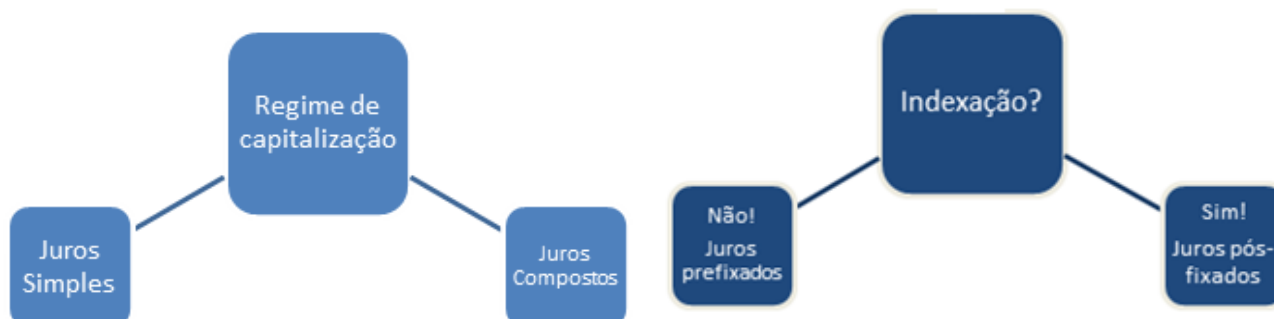 Regime de
capitalização
Juros
Simples
Juros
Compostos
Indexação?
Não!
Juros
prefixados
Sim!
Juros pós-
fixados